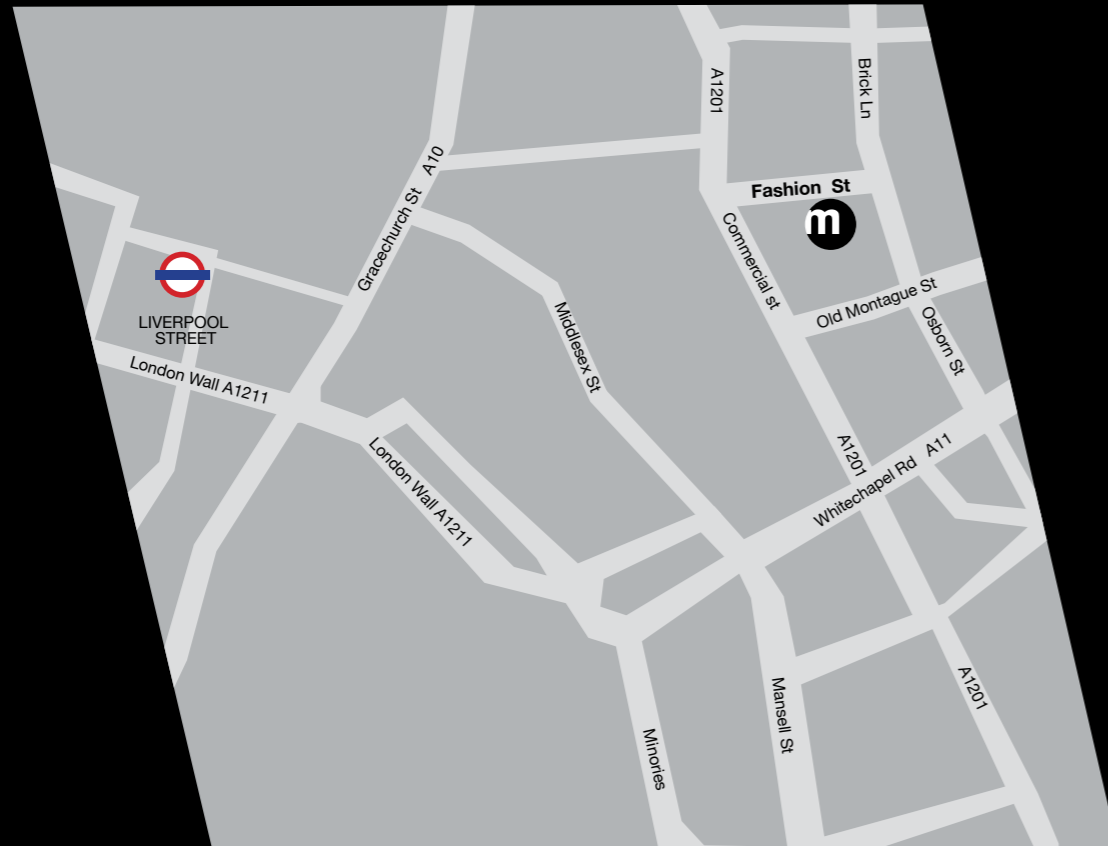 A1201
Brick Ln
A10
Gracechurch St
Fashion St
m
Commercial st
LIVERPOOL
STREET
Old Montague St
Middlesex St
Osborn St
London Wall A1211
London Wall A1211
A1201
Whitechapel Rd A11
A1201
Mansell St
Minories